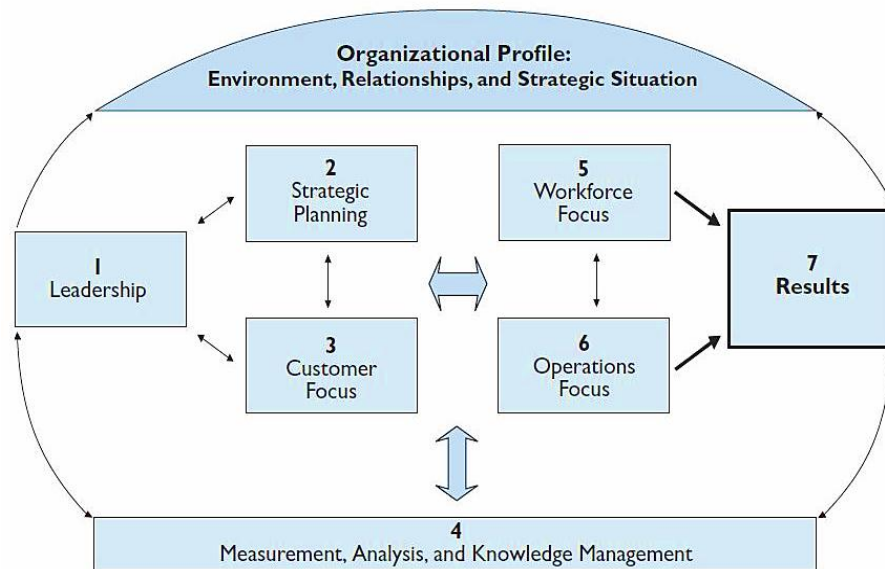 Organizational Profile:
Environment, Relationships, and Strategic Situation
2
Strategic
Planning
5
Workforce
Focus
1
Leadership
7
Results
3
Customer
Focus
6
Operations
Focus
4
Measurement, Analysis, and Knowledge Management